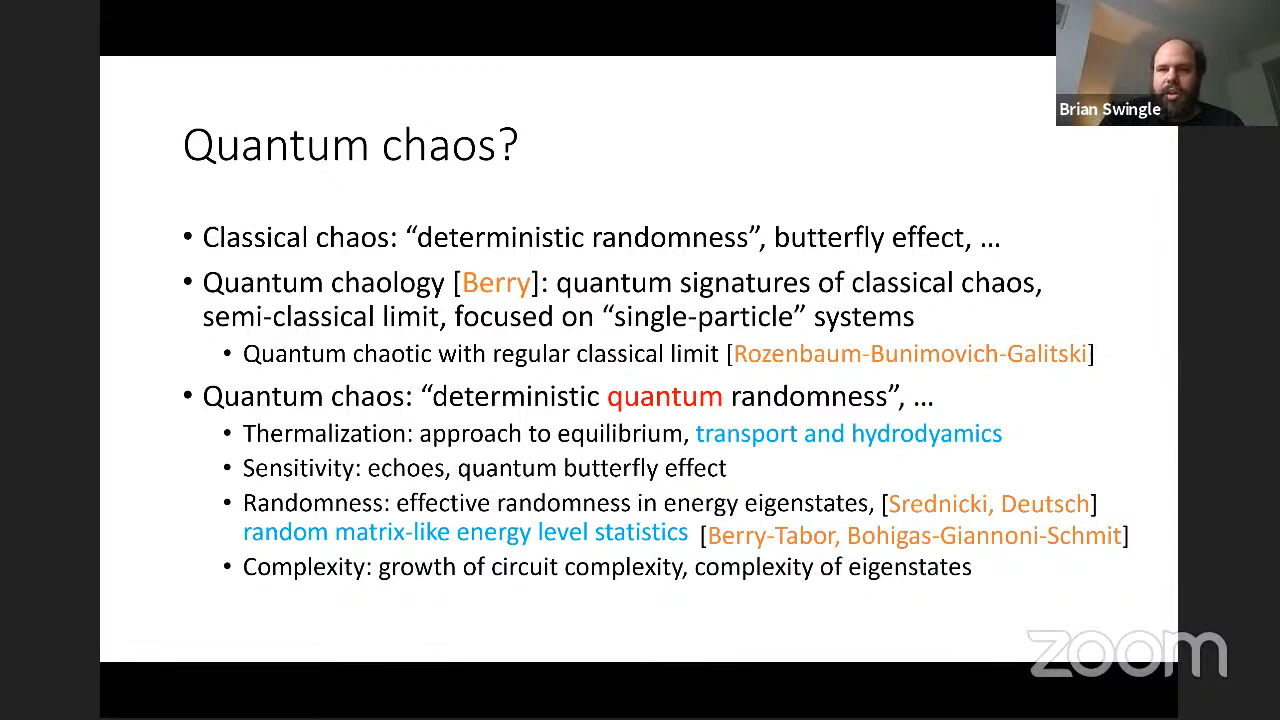 Brian Swingle
Quantum chaos?
• Classical chaos: “deterministic randomness”, butterfly effect, …
• Quantum chaology [Berry]: quantum signatures of classical chaos,
semi-classical limit, focused on “single-particle” systems
• Quantum chaotic with regular classical limit [Rozenbaum-Bunimovich-Galitski]
• Quantum chaos: “deterministic quantum randomness”, …
• Thermalization: approach to equilibrium, transport and hydrodyamics
• Sensitivity: echoes, quantum butterfly effect
• Randomness: effective randomness in energy eigenstates, [Srednicki, Deutsch]
random matrix-like energy level statistics [Berry-Tabor, Bohigas-Giannoni-Schmit]
• Complexity: growth of circuit complexity, complexity of eigenstates
zoom